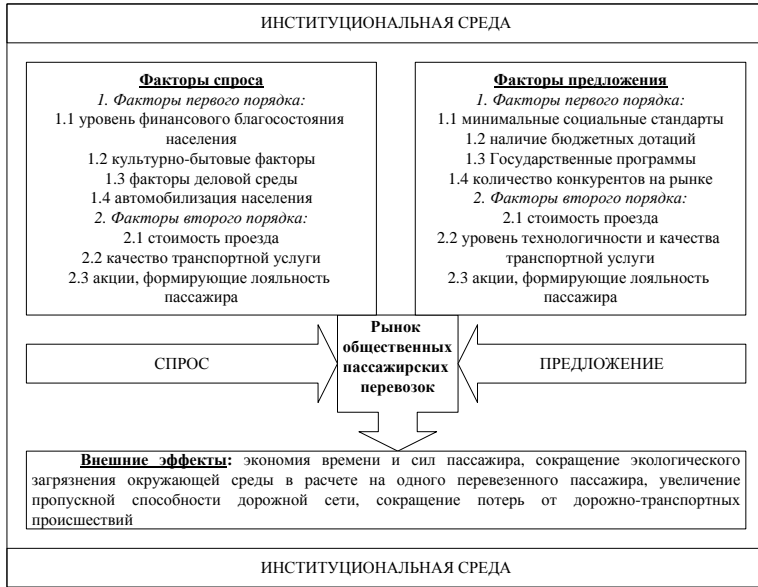 ИНСТИТУЦИОНАЛЬНАЯ СРЕДА
Факторы спроса
1. Факторы первого порядка:
1.1 уровень финансового благосостояния
населения
1.2 культурно-бытовые факторы
1.3 факторы деловой среды
1.4 автомобилизация населения
2. Факторы второго порядка:
2.1 стоимость проезда
2.2 качество транспортной услуги
2.3 акции, формирующие лояльность
пассажира
Факторы предложения
1. Факторы первого порядка:
1.1 минимальные социальные стандарты
1.2 наличие бюджетных дотаций
1.3 Государственные программы
1.4 количество конкурентов на рынке
2. Факторы второго порядка:
2.1 стоимость проезда
2.2 уровень технологичности и качества
транспортной услуги
2.3 акции, формирующие лояльность
пассажира
СПРОС
Рынок
общественных
пассажирских
перевозок
ПРЕДЛОЖЕНИЕ
Внешние эффекты: экономия времени и сил пассажира, сокращение экологического
загрязнения окружающей среды в расчете на одного перевезенного пассажира, увеличение
пропускной способности дорожной сети, сокращение потерь от дорожно-транспортных
происшествий
ИНСТИТУЦИОНАЛЬНАЯ СРЕДА